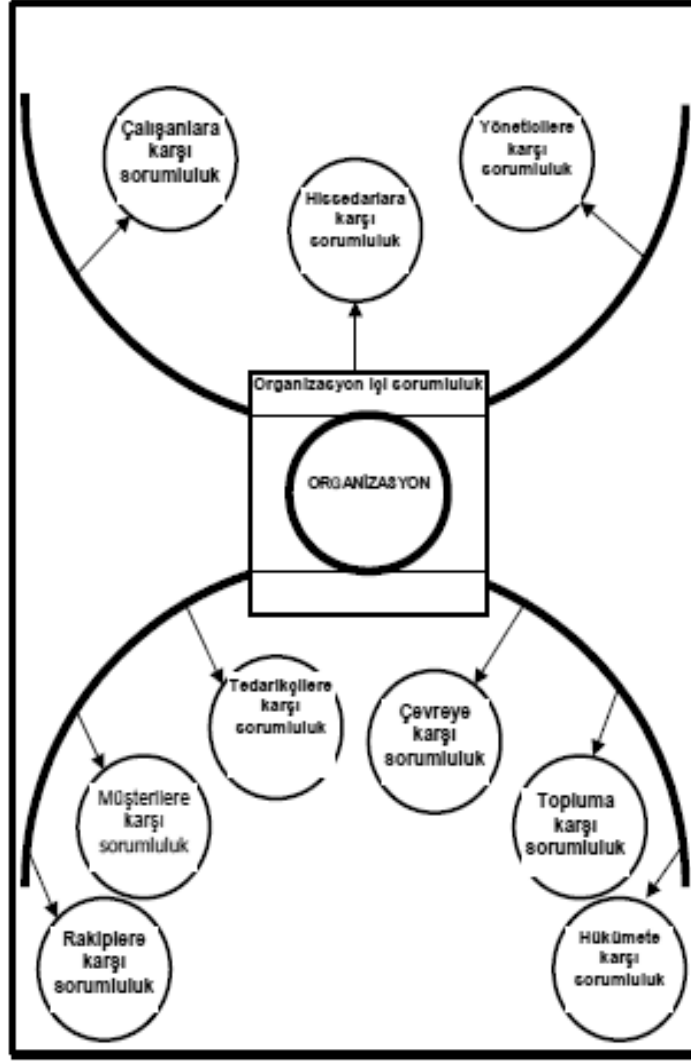 Çalışanlara
karşı
sorumluluk
Yöneticilere
karşı
sorumluluk
Hissedarlara
karşı
sorumluluk
Organizasyon içi sorumluluk
ORGANİZASYON
Tedarikçilere
karşı
sorumluluk
Çevreye
karşı
sorumluluk
Müşterilere
karşı
sorumluluk
Topluma
karşı
sorumluluk
Rakiplere
karşı
sorumluluk
Hükümete
karşı
sorumluluk